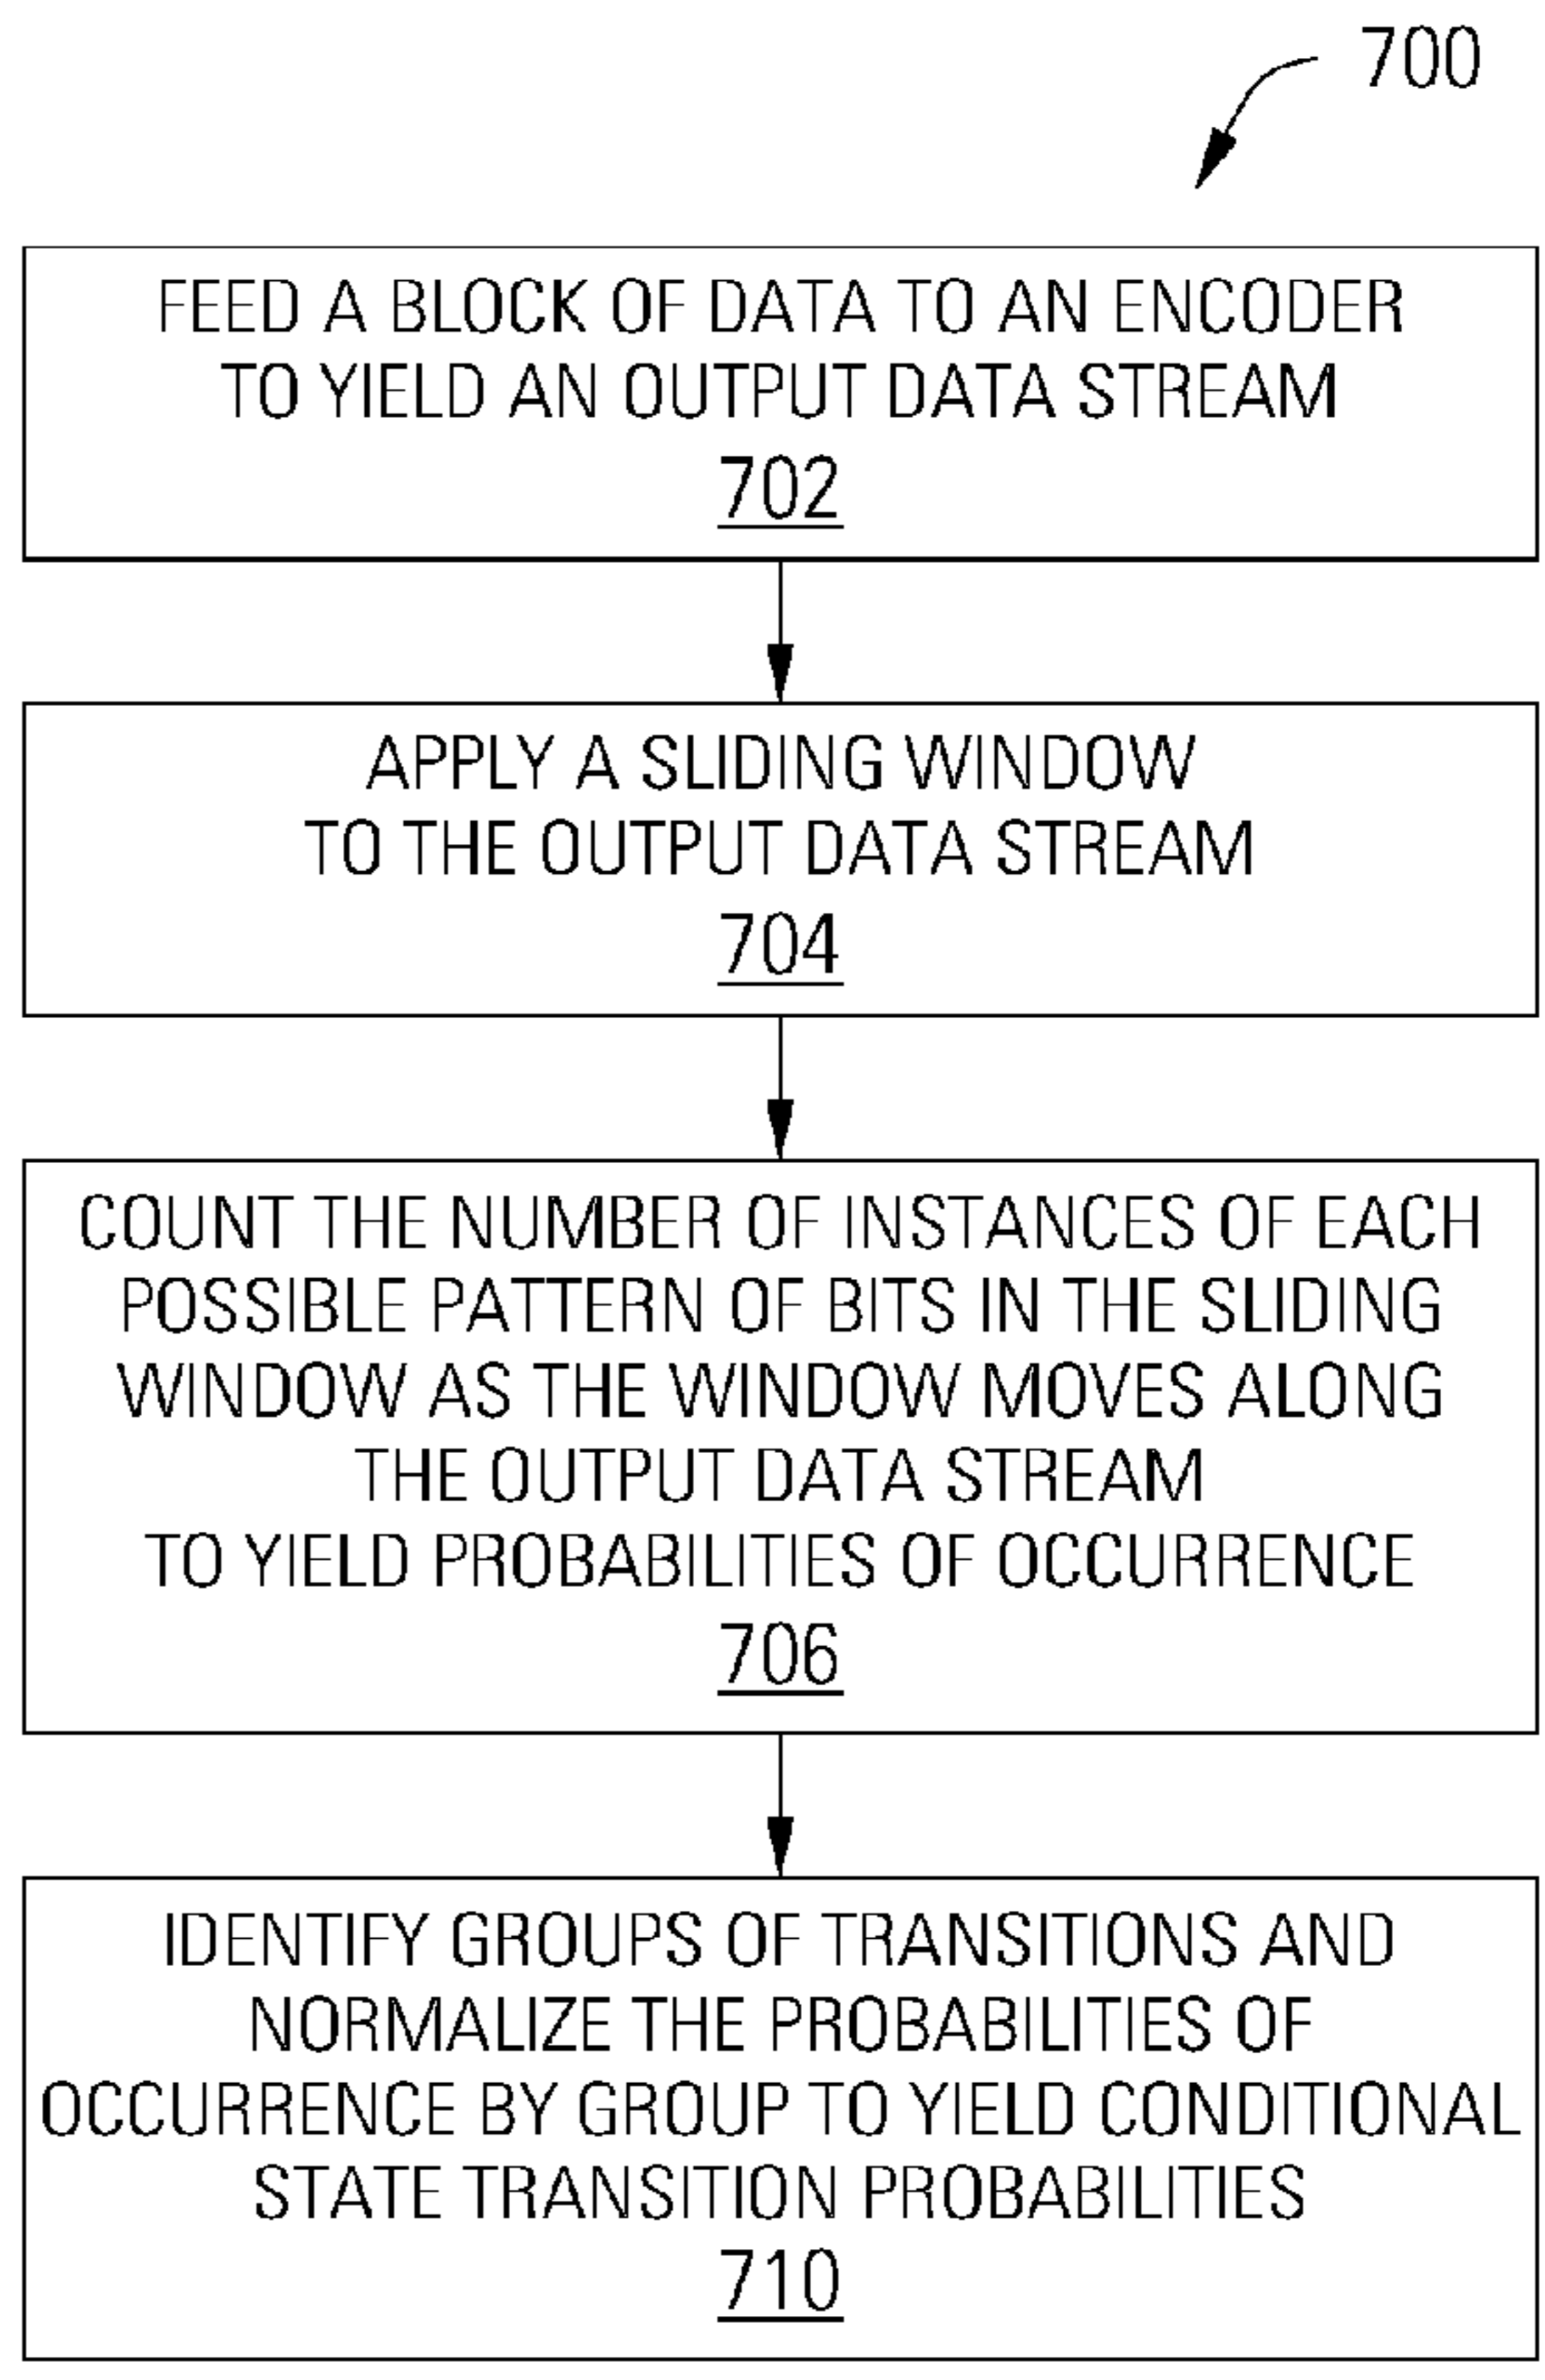 700
FEED A BLOCK OF DATA TO AN ENCODER
TO YIELD AN OUTPUT DATA STREAM
702
APPLY A SLIDING WINDOW
TO THE OUTPUT DATA STREAM
704
COUNT THE NUMBER OF INSTANCES OF EACH
POSSIBLE PATTERN OF BITS IN THE SLIDING
WINDOW AS THE WINDOW MOVES ALONG
THE OUTPUT DATA STREAM
TO YIELD PROBABILITIES OF OCCURRENCE
706
IDENTIFY GROUPS OF TRANSITIONS AND
NORMALIZE THE PROBABILITIES OF
OCCURRENCE BY GROUP TO YIELD CONDITIONAL
STATE TRANSITION PROBABILITIES
710